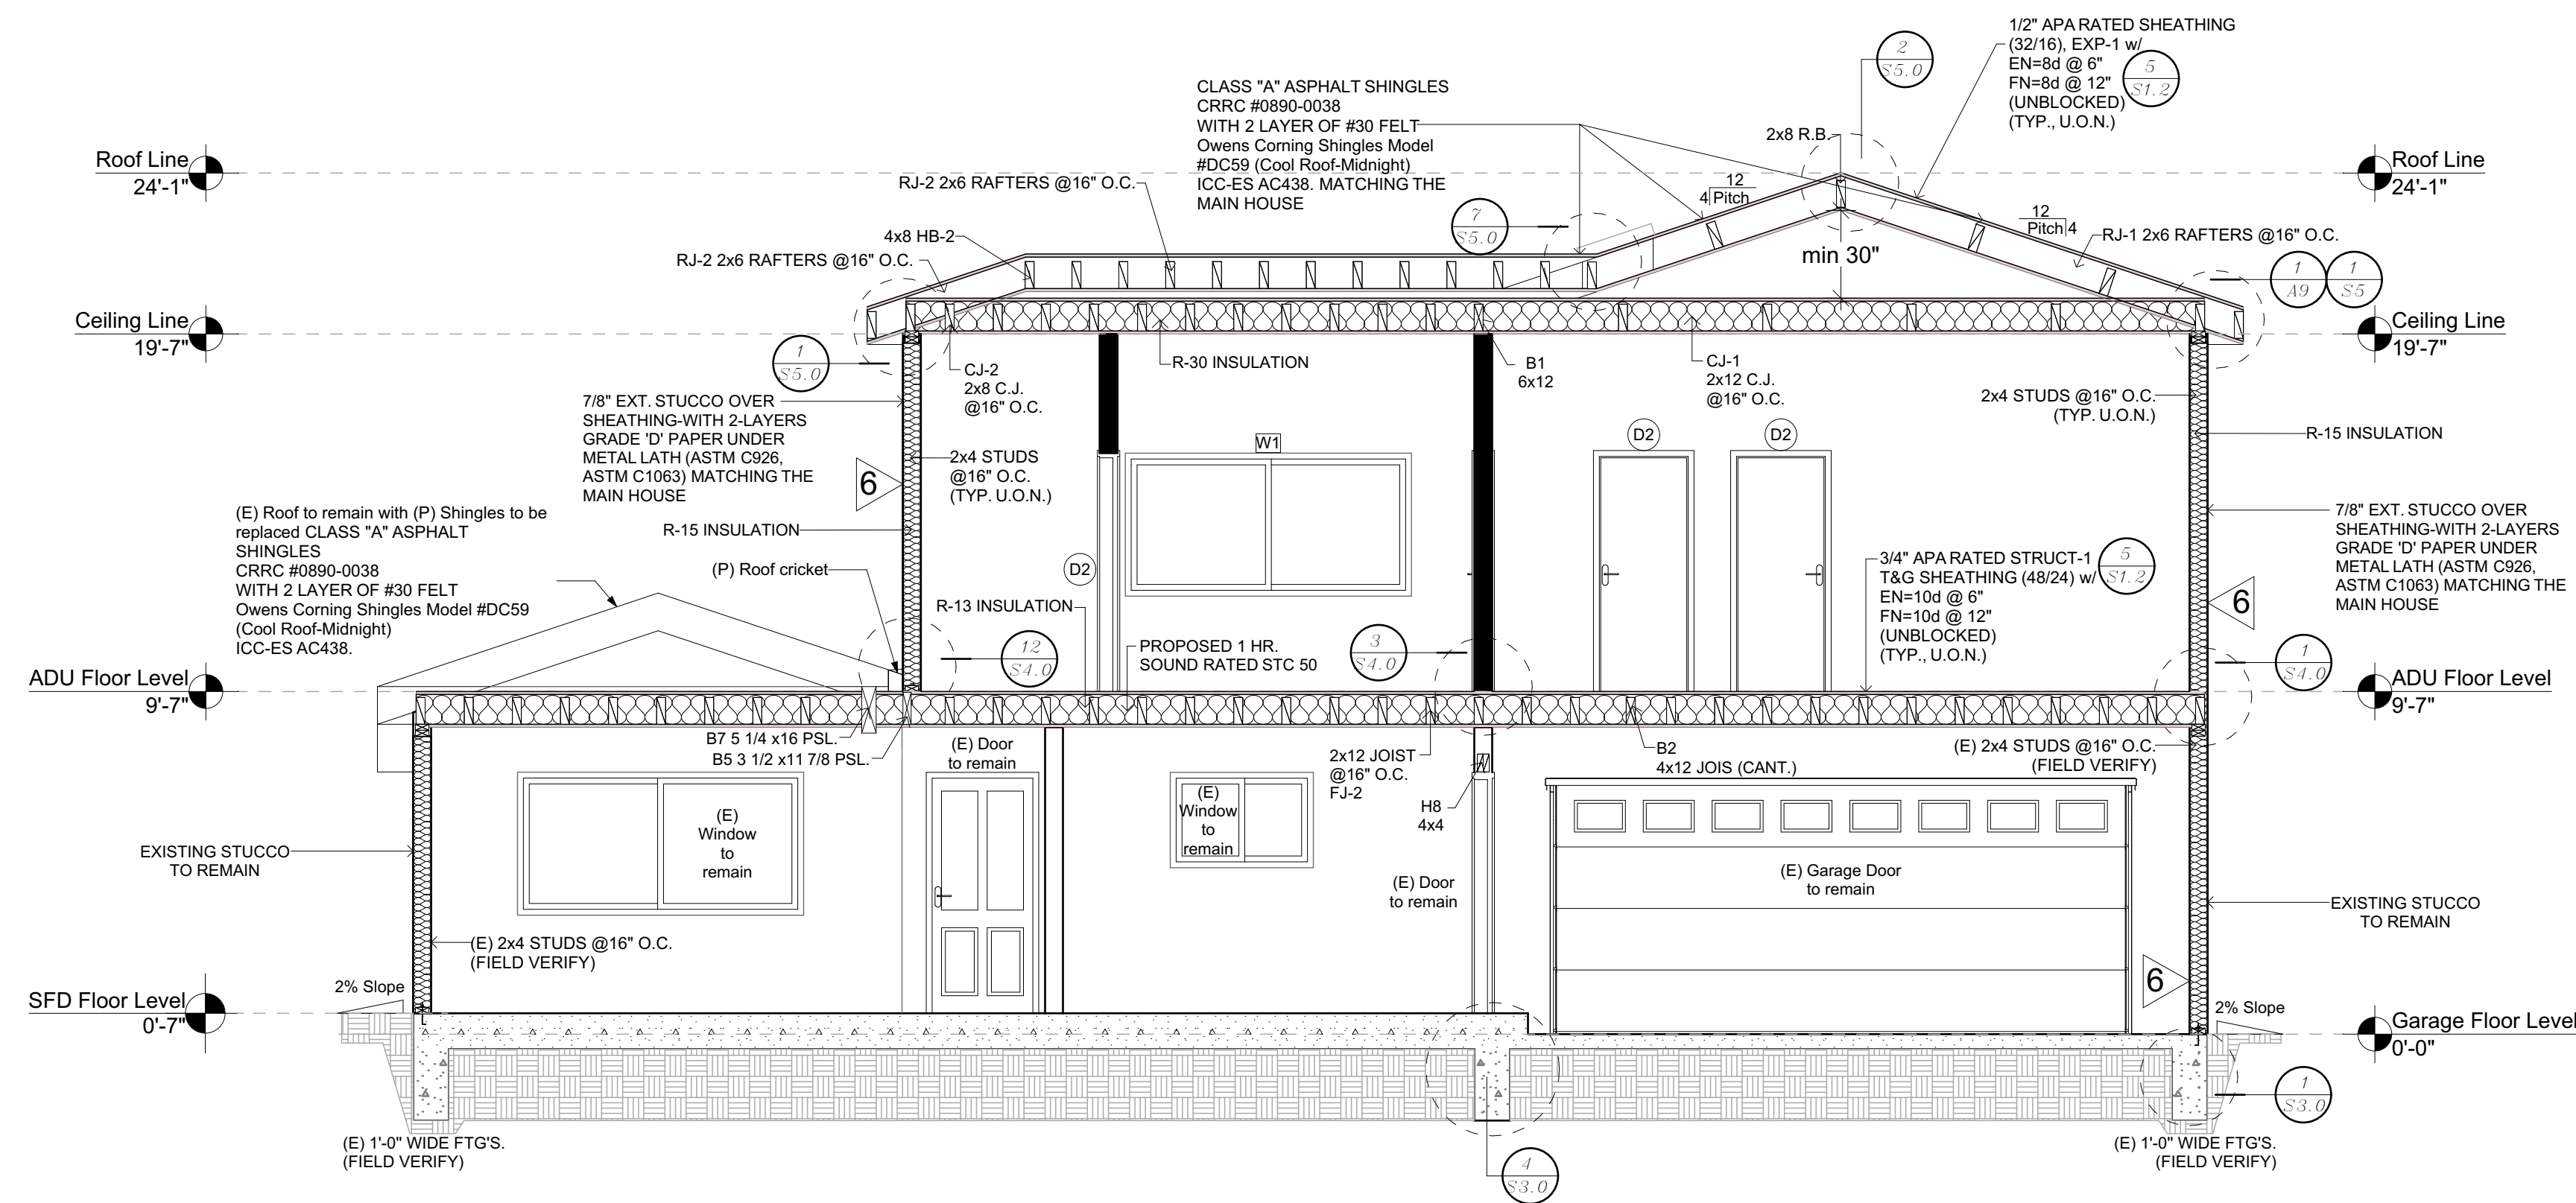 1/2" APA RATED SHEATHING
(32/16), EXP-1 w/
EN=8d @ 6"
FN=8d @ 12"
(UNBLOCKED)
(TYP., U.O.N.)
5
S1.2
2
S5.0
CLASS "A" ASPHALT SHINGLES
CRRC #0890-0038
WITH 2 LAYER OF #30 FELT
Owens Corning Shingles Model
#DC59 (Cool Roof-Midnight)
ICC-ES AC438. MATCHING THE
MAIN HOUSE
2x8 R.B.
Roof Line
24'-1"
Roof Line
24'-1"
RJ-2 2x6 RAFTERS @16" O.C.
12
4 Pitch
12
Pitch 4
7
S5.0
4x8 HB-2
RJ-2 2x6 RAFTERS @16" O.C.
min 30"
RJ-1 2x6 RAFTERS @16" O.C.
1
A9
1
S5
Ceiling Line
19'-7"
Ceiling Line
19'-7"
1
S5.0
CJ-2
2x8 C.J.
@16" O.C.
R-30 INSULATION
B1
6x12
CJ-1
2x12 C.J.
@16" O.C.
2x4 STUDS @16" O.C.
(TYP. U.O.N.)
7/8" EXT. STUCCO OVER
SHEATHING-WITH 2-LAYERS
GRADE 'D' PAPER UNDER
METAL LATH (ASTM C926,
ASTM C1063) MATCHING THE
MAIN HOUSE
6
2x4 STUDS
@16" O.C.
(TYP. U.O.N.)
W1
D2
D2
R-15 INSULATION
(E) Roof to remain with (P) Shingles to be
replaced CLASS "A" ASPHALT
SHINGLES
CRRC #0890-0038
WITH 2 LAYER OF #30 FELT
Owens Corning Shingles Model #DC59
(Cool Roof-Midnight)
ICC-ES AC438.
R-15 INSULATION
(P) Roof cricket
D2
R-13 INSULATION
12
S4.0
PROPOSED 1 HR.
SOUND RATED STC 50
3
S4.0
3/4" APA RATED STRUCT-1
T&G SHEATHING (48/24) w/
EN=10d @ 6"
FN=10d @ 12"
(UNBLOCKED)
(TYP., U.O.N.)
5
S1.2
7/8" EXT. STUCCO OVER
SHEATHING-WITH 2-LAYERS
GRADE 'D' PAPER UNDER
METAL LATH (ASTM C926,
ASTM C1063) MATCHING THE
MAIN HOUSE
6
1
S4.0
ADU Floor Level
9'-7"
ADU Floor Level
9'-7"
B7 5 1/4 x16 PSL.
B5 3 1/2 x11 7/8 PSL.
(E) Door
to remain
2x12 JOIST
@16" O.C.
FJ-2
B2
4x12 JOIS (CANT.)
(E) 2x4 STUDS @16" O.C.
(FIELD VERIFY)
H8
4x4
(E)
Window
to
remain
(E)
Window
to
remain
EXISTING STUCCO
TO REMAIN
(E) Door
to remain
(E) Garage Door
to remain
EXISTING STUCCO
TO REMAIN
(E) 2x4 STUDS @16" O.C.
(FIELD VERIFY)
6
2% Slope
2% Slope
SFD Floor Level
0'-7"
Garage Floor Level
0'-0"
(E) 1'-0" WIDE FTG'S.
(FIELD VERIFY)
1
S3.0
(E) 1'-0" WIDE FTG'S.
(FIELD VERIFY)
4
S3.0